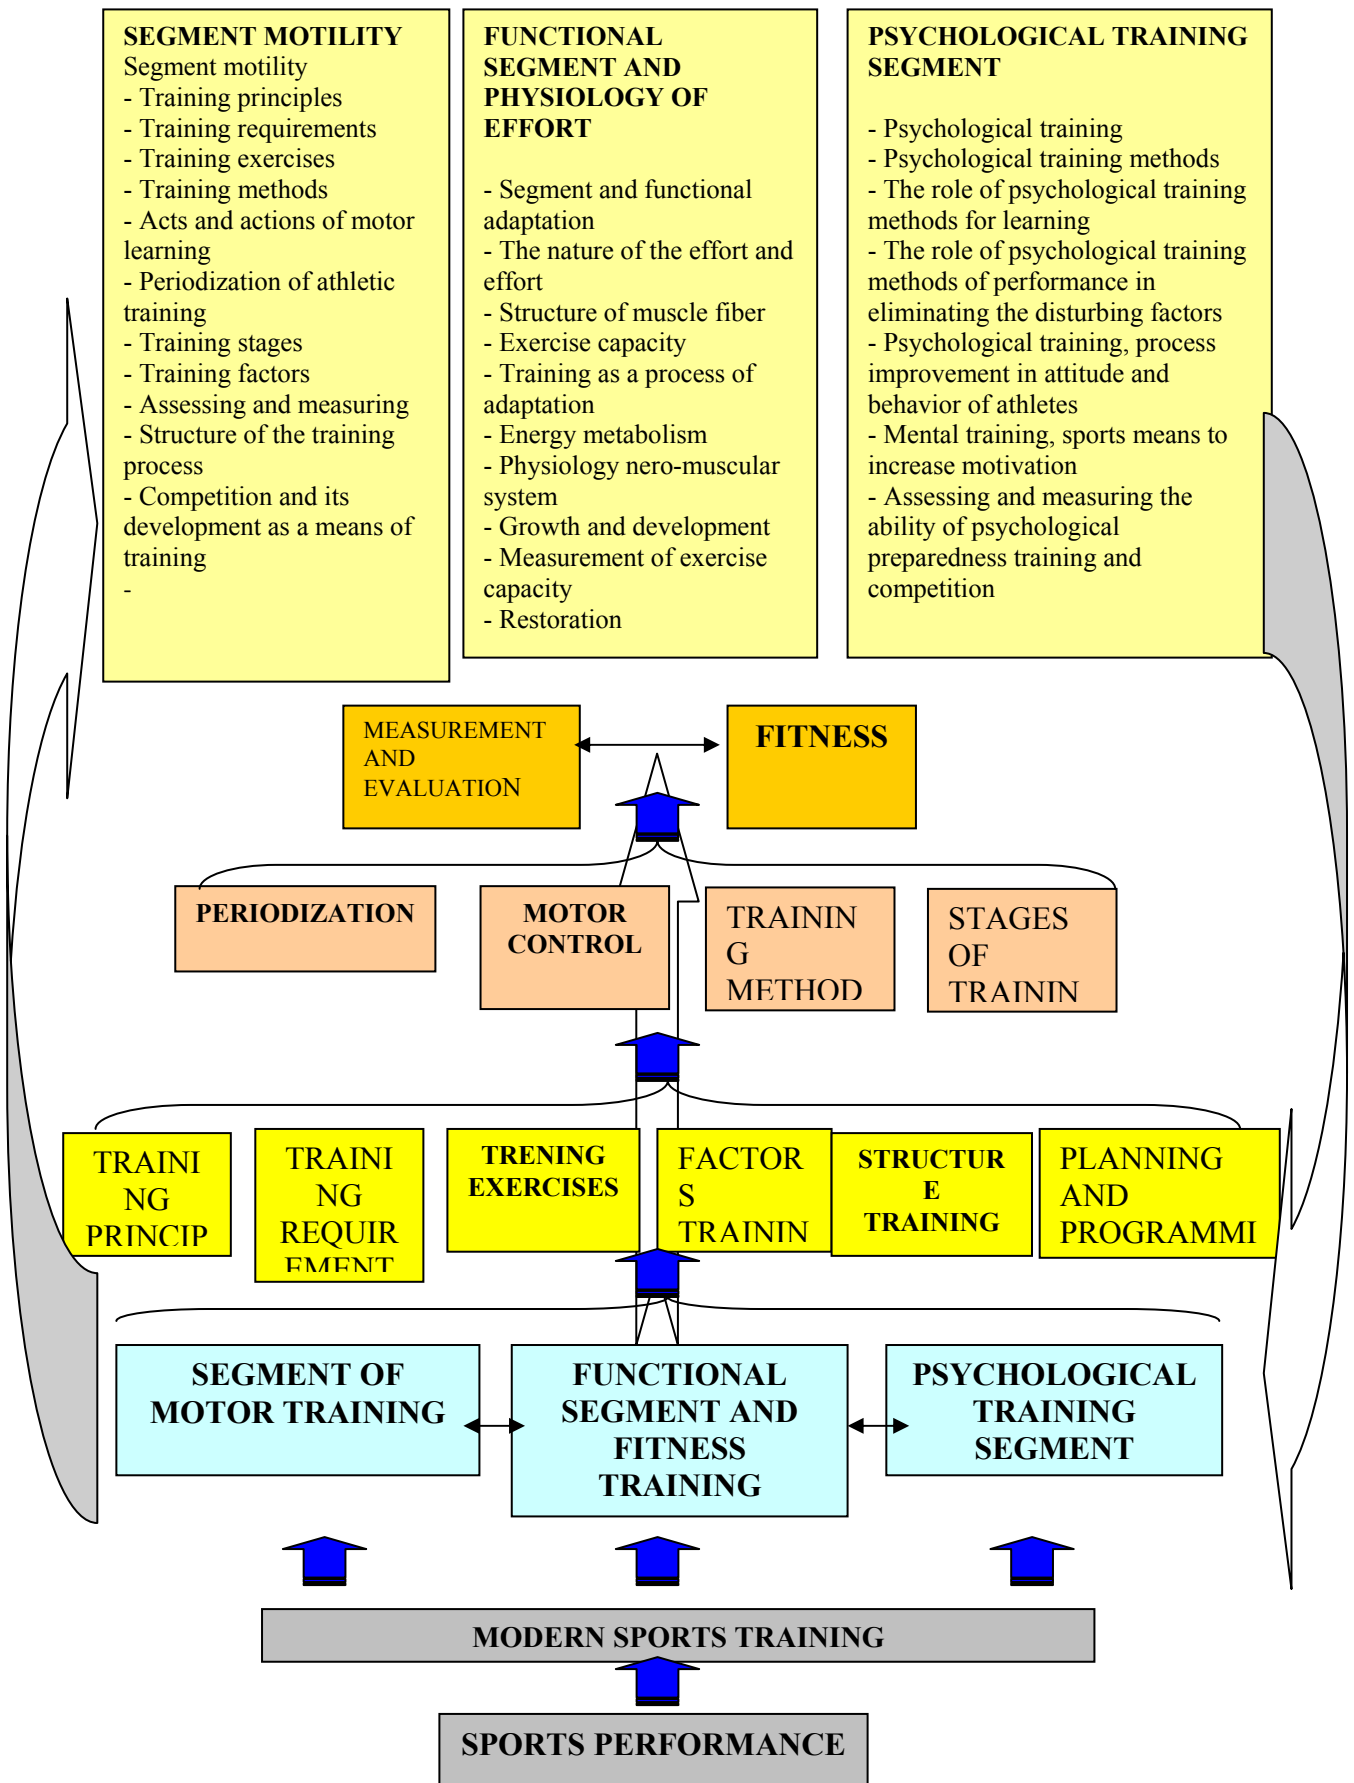 SEGMENT MOTILITY
Segment motility
- Training principles
- Training requirements
- Training exercises
- Training methods
- Acts and actions of motor
learning
- Periodization of athletic
training
- Training stages
- Training factors
- Assessing and measuring
- Structure of the training
process
- Competition and its
development as a means of
training
-
FUNCTIONAL
SEGMENT AND
PHYSIOLOGY OF
EFFORT
- Segment and functional
adaptation
- The nature of the effort and
effort
- Structure of muscle fiber
- Exercise capacity
- Training as a process of
adaptation
- Energy metabolism
- Physiology nero-muscular
system
- Growth and development
- Measurement of exercise
capacity
- Restoration
PSYCHOLOGICAL TRAINING
SEGMENT
- Psychological training
- Psychological training methods
- The role of psychological training
methods for learning
- The role of psychological training
methods of performance in
eliminating the disturbing factors
- Psychological training, process
improvement in attitude and
behavior of athletes
- Mental training, sports means to
increase motivation
- Assessing and measuring the
ability of psychological
preparedness training and
competition
MEASUREMENT
AND
EVALUATION
FITNESS
PERIODIZATION
MOTOR
CONTROL
TRAININ
G
METHOD
STAGES
OF
TRAININ
TRAINI
NG
PRINCIP
TRAINI
NG
REQUIR
EMENT
TRENING
EXERCISES
FACTOR
S
TRAININ
STRUCTUR
E
TRAINING
PLANNING
AND
PROGRAMMI
SEGMENT OF
MOTOR TRAINING
FUNCTIONAL
SEGMENT AND
FITNESS
TRAINING
PSYCHOLOGICAL
TRAINING
SEGMENT
MODERN SPORTS TRAINING
SPORTS PERFORMANCE